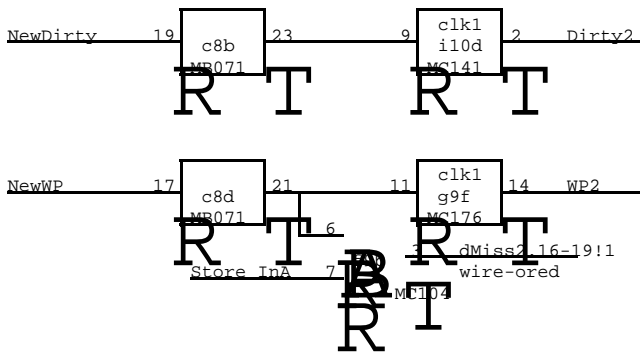 NewDirty 19 c8b 23 9 clk1 i10d 2 Dirty2
MB071 MC141
R T R T
NewWP 17 c8d 21 11 clk1 g9f 14 WP2
MB071 MC176
R T R T
6
3 dMiss2.16-19!1
Store InA 7 wire-ored
MC104
R T